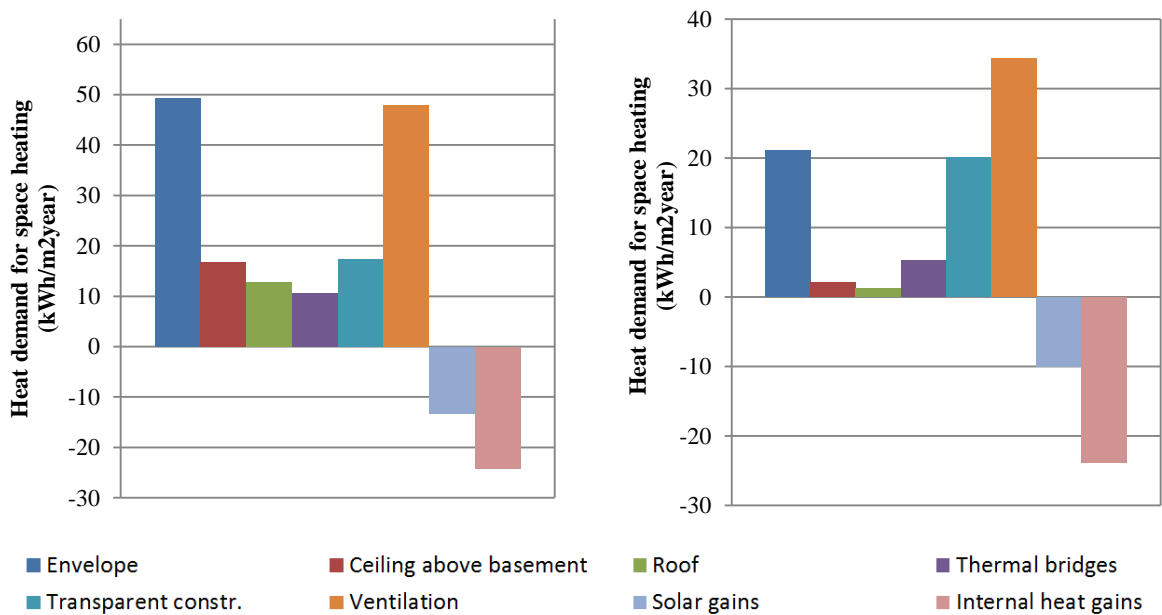 Heat demand for space heating
(kWh/m2year)
60
50
40
30
20
10
0
-10
-20
-30
Heat demand for space heating
(kWh/m2year)
40
30
20
10
0
-10
-20
-30
Envelope
Ceiling above basement
Roof
Thermal bridges
Transparent constr.
Ventilation
Solar gains
Internal heat gains